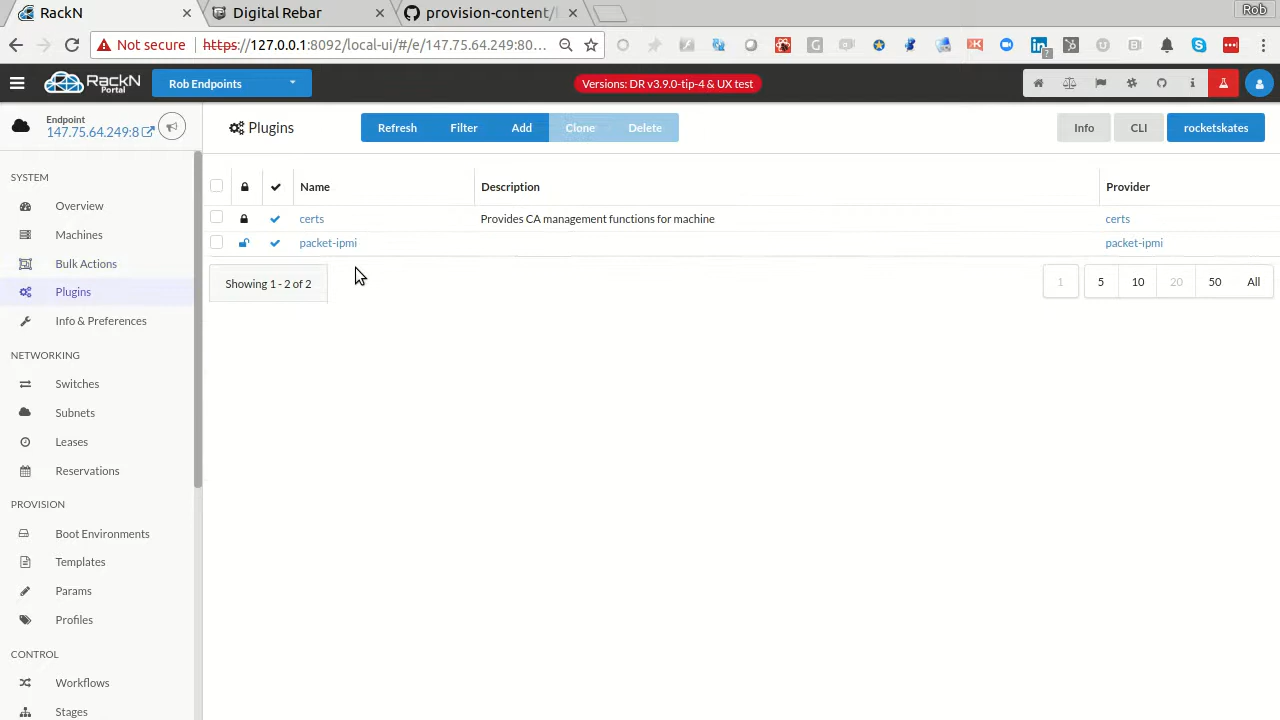 RackN
Digital Rebar
provision-content/
Rob
Not secure
https://127.0.0.1:8092/local-ui/#/e/147.75.64.249:80...
RACKN
Portal
Rob Endpoints
Versions: DR v3.9.0-tip-4 & UX test
Endpoint
147.75.64.249:8
Plugins
Refresh
Filter
Add
Clone
Delete
Info
CLI
rocketskates
SYSTEM
Overview
Machines
Bulk Actions
Plugins
Info & Preferences
NETWORKING
Switches
Subnets
Leases
Reservations
PROVISION
Boot Environments
Templates
Params
Profiles
CONTROL
Workflows
Stages
Name Description Provider
certs Provides CA management functions for machine certs
packet-ipmi packet-ipmi
Showing 1 - 2 of 2
1 5 10 20 50 All